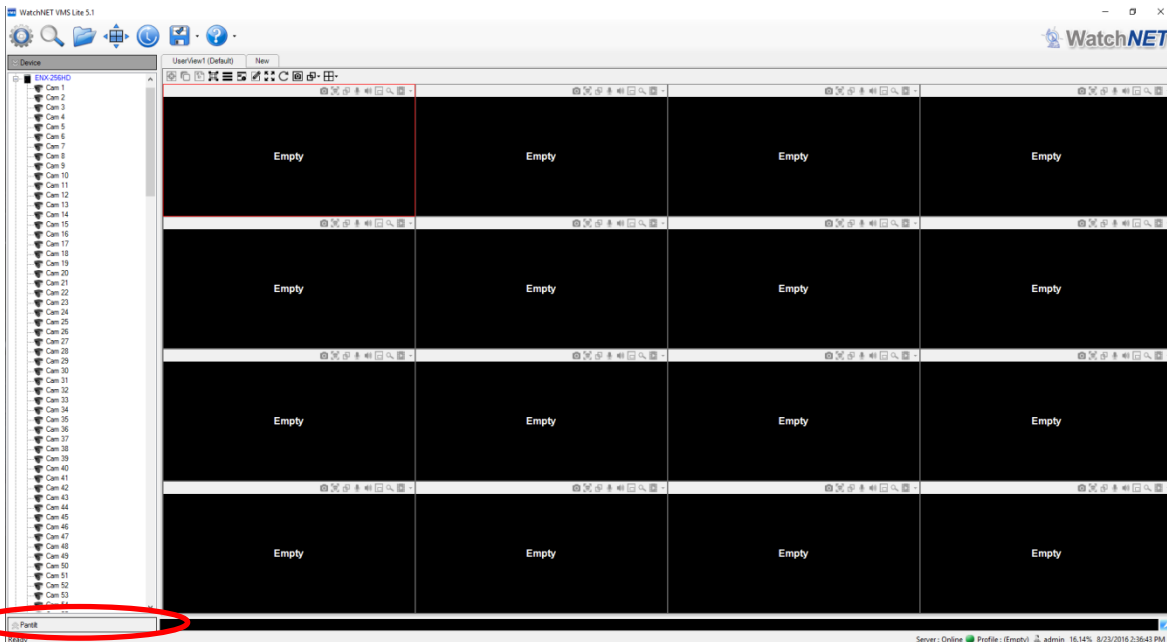 WatchNET VMS Lite 5.1
WatchNET
Device
UserView1 (Default) New
ENX-256HD
Cam 1
Cam 2
Cam 3
Cam 4
Cam 5
Cam 6
Cam 7
Cam 8
Cam 9
Cam 10
Cam 11
Cam 12
Cam 13
Cam 14
Cam 15
Cam 16
Cam 17
Cam 18
Cam 19
Cam 20
Cam 21
Cam 22
Cam 23
Cam 24
Cam 25
Cam 26
Cam 27
Cam 28
Cam 29
Cam 30
Cam 31
Cam 32
Cam 33
Cam 34
Cam 35
Cam 36
Cam 37
Cam 38
Cam 39
Cam 40
Cam 41
Cam 42
Cam 43
Cam 44
Cam 45
Cam 46
Cam 47
Cam 48
Cam 49
Cam 50
Cam 51
Cam 52
Cam 53
Cam 54
Empty Empty Empty Empty
Empty Empty Empty Empty
Empty Empty Empty Empty
Empty Empty Empty Empty
Pantilt
Ready
Server : Online Profile : (Empty) admin 16.14% 8/23/2016 2:36:43 PM